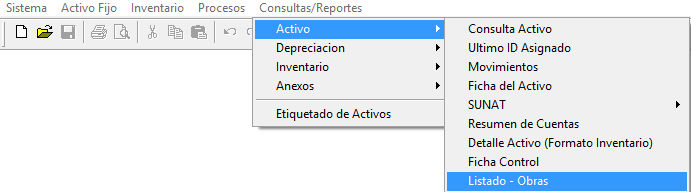 Sistema Activo Fijo Inventario Procesos Consultas/Reportes
Activo
Depreciacion
Inventario
Anexos
Etiquetado de Activos
Consulta Activo
Ultimo ID Asignado
Movimientos
Ficha del Activo
SUNAT
Resumen de Cuentas
Detalle Activo (Formato Inventario)
Ficha Control
Listado - Obras